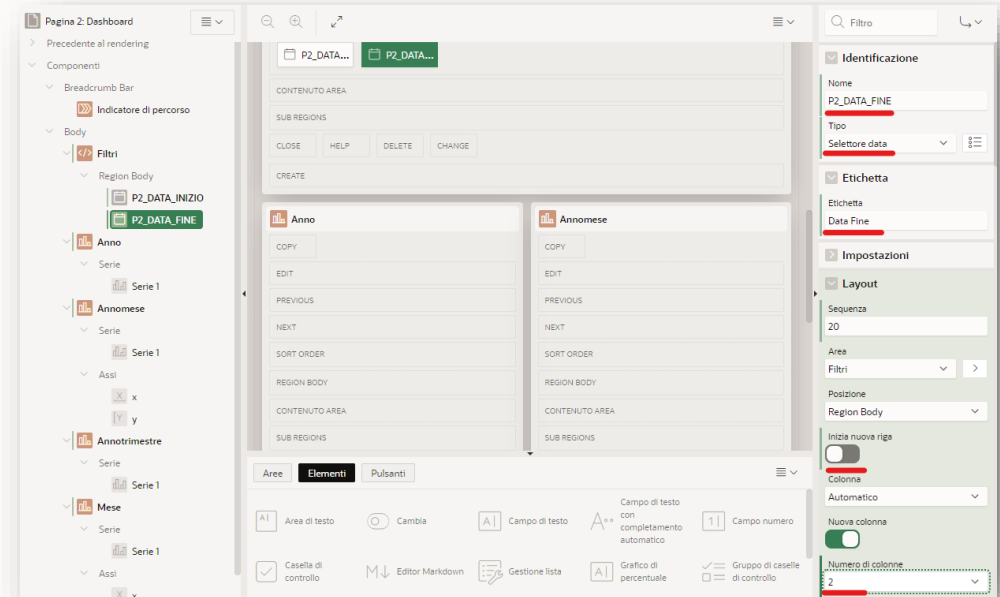 Pagina 2: Dashboard
Precedente al rendering
Componenti
Breadcrumb Bar
Indicatore di percorso
Body
Filtri
Region Body
P2_DATA_INIZIO
P2_DATA_FINE
Anno
Serie
Serie 1
Annomese
Serie
Serie 1
Assi
x
y
Annotrimestre
Serie
Serie 1
Mese
Serie
Serie 1
Assi
x
P2_DATA...
P2_DATA...
CONTENUTO AREA
SUB REGIONS
CLOSE
HELP
DELETE
CHANGE
CREATE
Anno
COPY
EDIT
PREVIOUS
NEXT
SORT ORDER
REGION BODY
CONTENUTO AREA
SUB REGIONS
Annomese
COPY
EDIT
PREVIOUS
NEXT
SORT ORDER
REGION BODY
CONTENUTO AREA
SUB REGIONS
Aree
Elementi
Pulsanti
Area di testo
Cambia
Campo di testo
Campo di testo
con
completamento
automatico
Campo numero
Casella di
controllo
Editor Markdown
Gestione lista
Grafico di
percentuale
Gruppo di caselle
di controllo
Filtro
Identificazione
Nome
P2_DATA_FINE
Tipo
Selettore data
Etichetta
Etichetta
Data Fine
Impostazioni
Layout
Sequenza
20
Area
Filtri
Posizione
Region Body
Inizia nuova riga
Colonna
Automatico
Nuova colonna
Numero di colonne
2